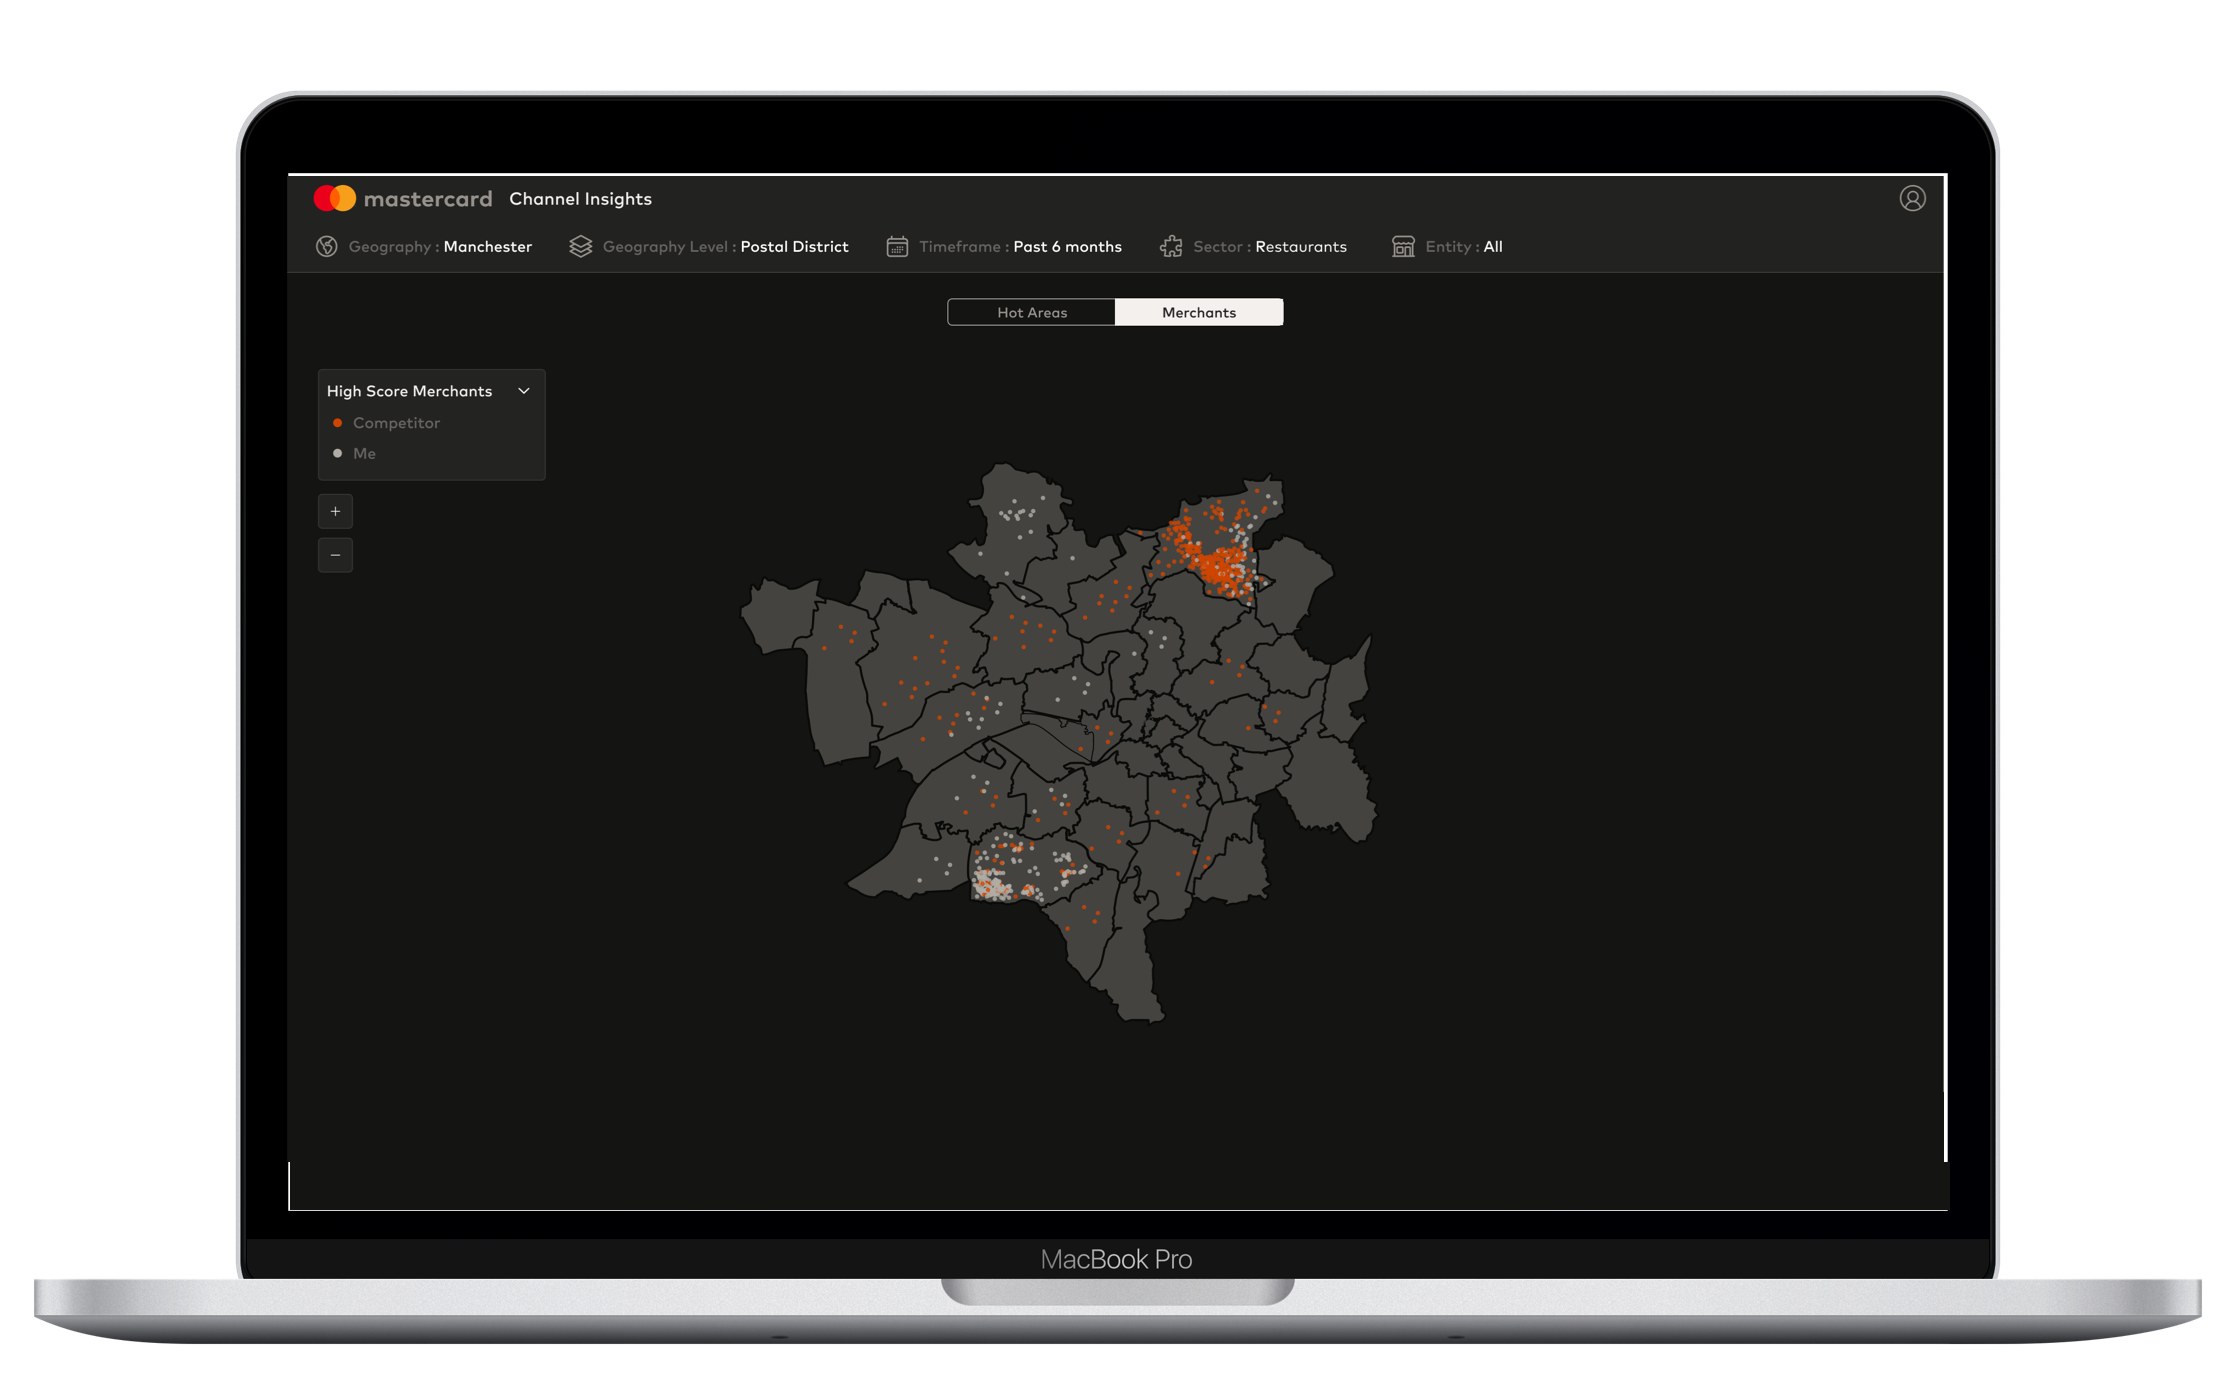 mastercard Channel Insights
Geography : Manchester Geography Level : Postal District Timeframe : Past 6 months Sector : Restaurants Entity : All
Hot Areas Merchants
High Score Merchants
Competitor
Me
+
−
MacBook Pro